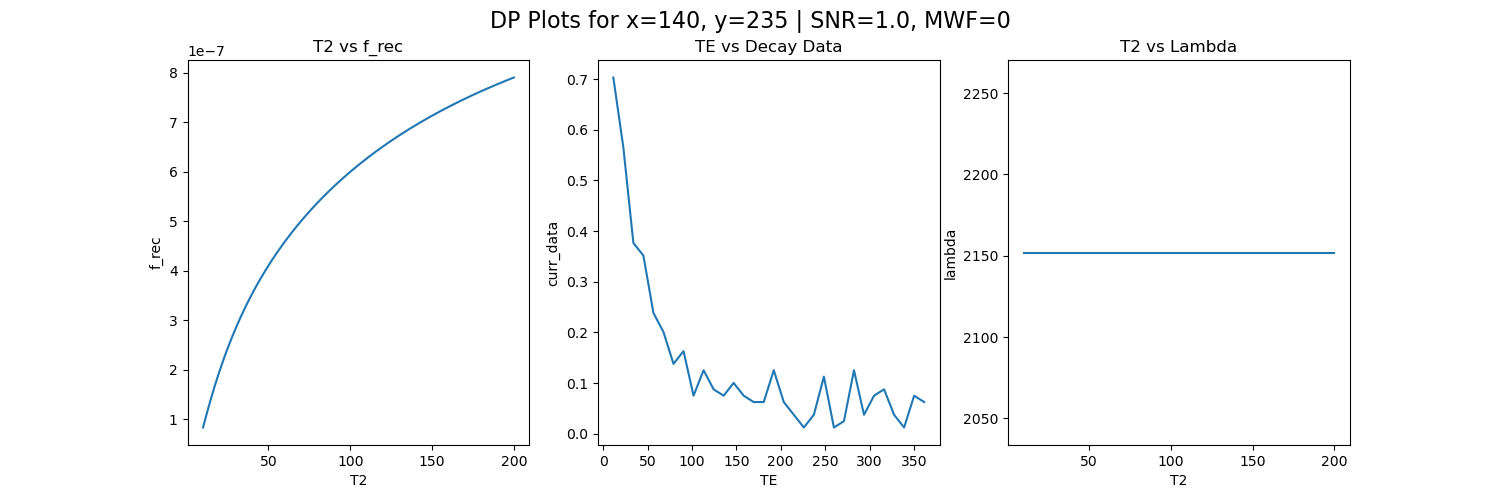 DP Plots for x=140, y=235 | SNR=1.0, MWF=0
T2 vs f_rec
1e−7
8
7
6
5
4
3
2
1
f_rec
50 100 150 200
T2
TE vs Decay Data
0.7
0.6
0.5
0.4
0.3
0.2
0.1
0.0
curr_data
0 50 100 150 200 250 300 350
TE
T2 vs Lambda
2250
2200
2150
2100
2050
lambda
50 100 150 200
T2